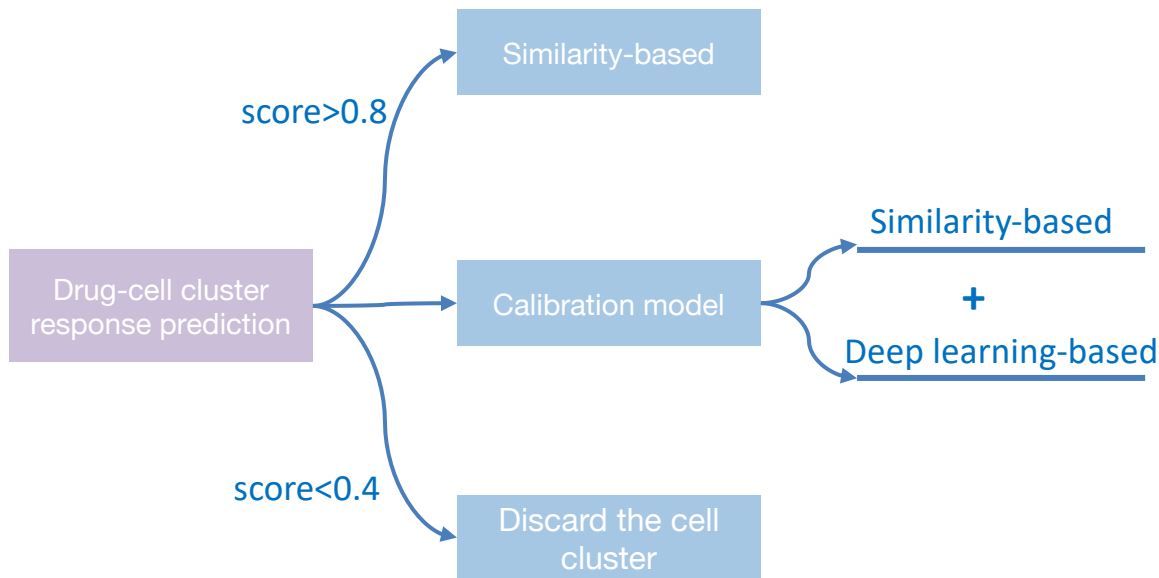 Similarity-based
score>0.8
Similarity-based
Drug-cell cluster
response prediction
Calibration model
+
Deep learning-based
score<0.4
Discard the cell
cluster